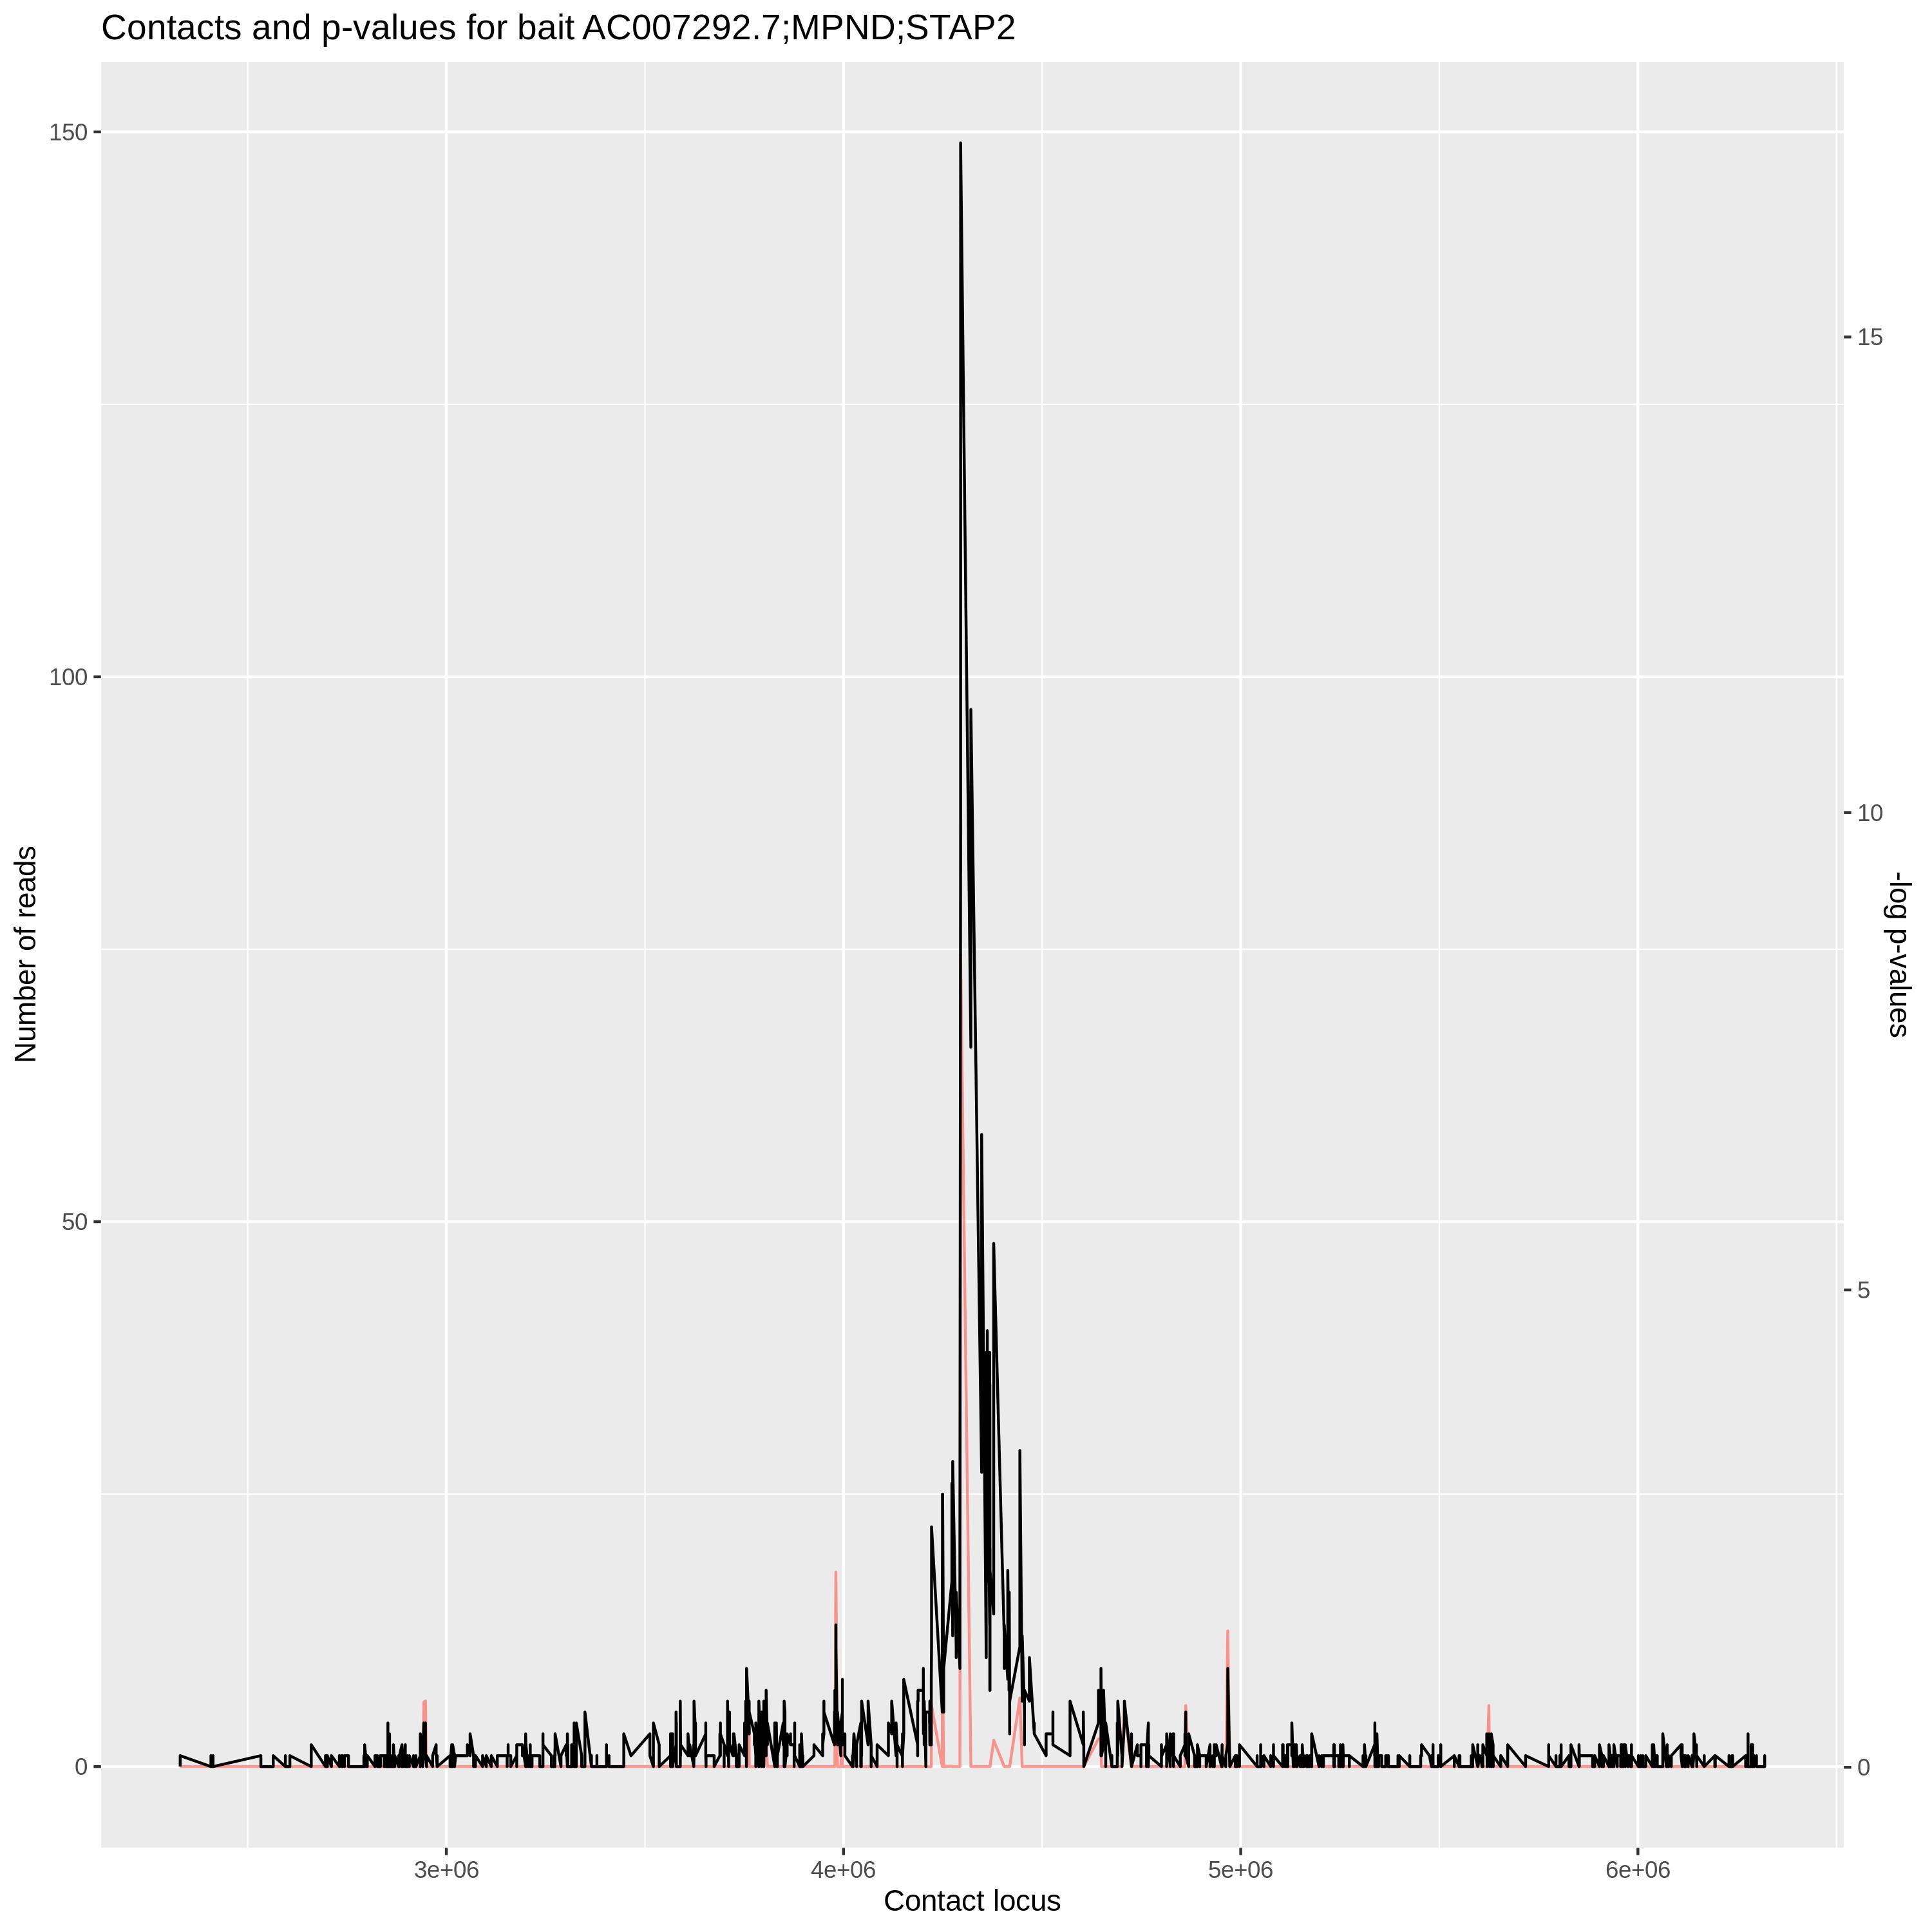 Contacts and p-values for bait AC007292.7;MPND;STAP2
150
100
50
0
Number of reads
15
10
5
0
-log p-values
3e+06
4e+06
5e+06
6e+06
Contact locus